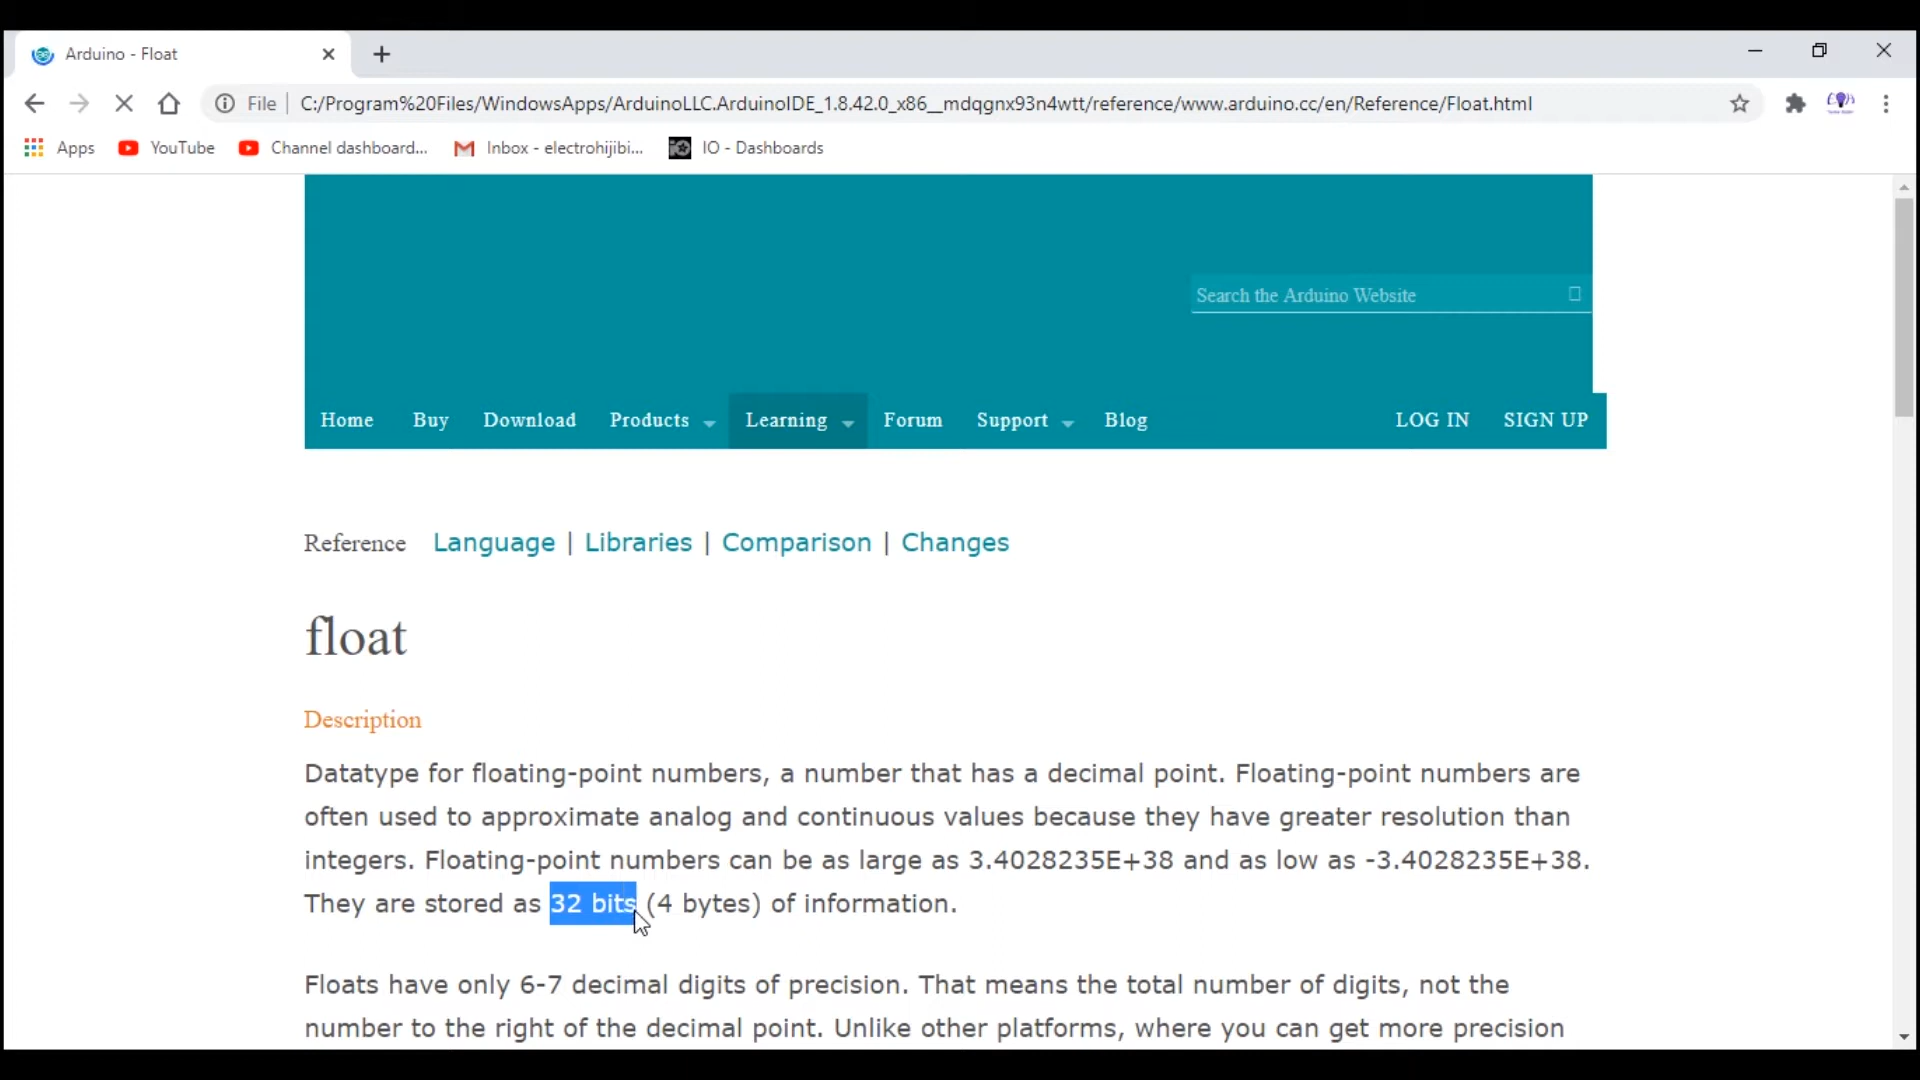 Arduino - Float
File C:/Program%20Files/WindowsApps/ArduinoLLC.ArduinoIDE_1.8.42.0_x86__mdqgnx93n4wtt/reference/www.arduino.cc/en/Reference/Float.html
Apps YouTube Channel dashboard... Inbox - electrohijibi... IO - Dashboards
Search the Arduino Website
Home Buy Download Products Learning Forum Support Blog LOG IN SIGN UP
Reference Language | Libraries | Comparison | Changes
float
Description
Datatype for floating-point numbers, a number that has a decimal point. Floating-point numbers are
often used to approximate analog and continuous values because they have greater resolution than
integers. Floating-point numbers can be as large as 3.4028235E+38 and as low as -3.4028235E+38.
They are stored as 32 bits (4 bytes) of information.
Floats have only 6-7 decimal digits of precision. That means the total number of digits, not the
number to the right of the decimal point. Unlike other platforms, where you can get more precision